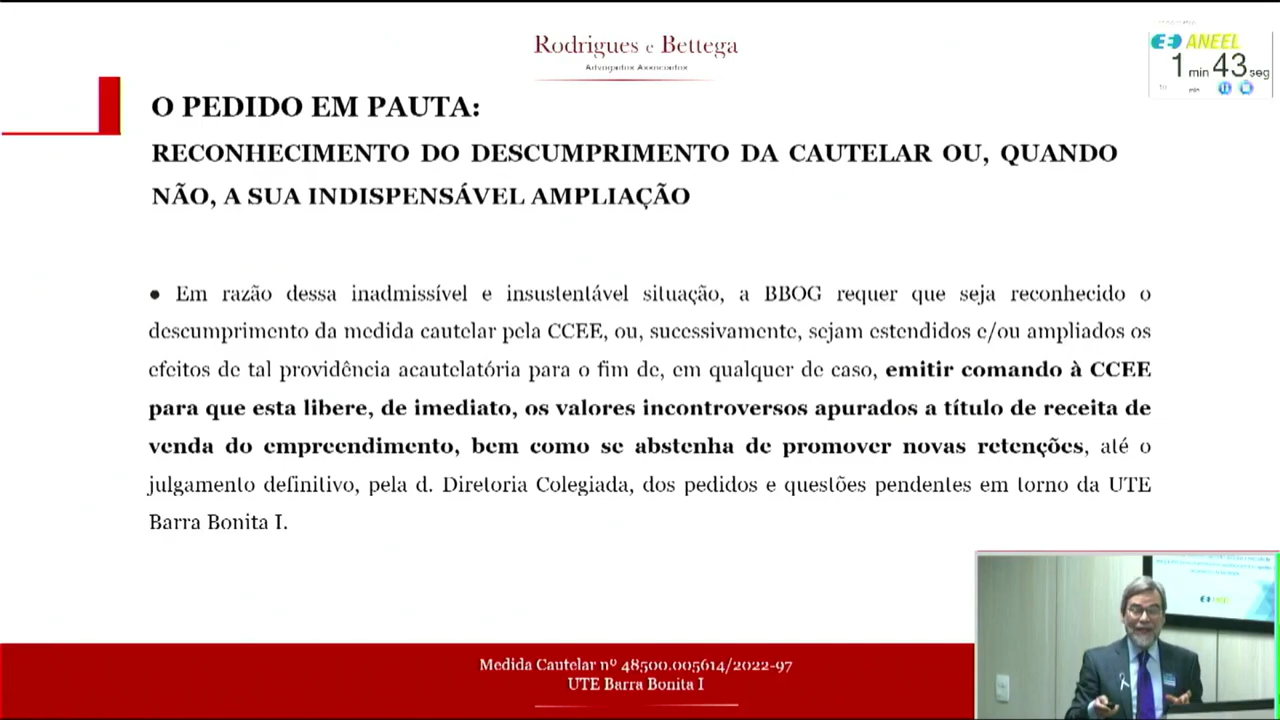 Rodrigues e Bettega
Advogados Associados
ANEEL
1 min 43 seg
min
O PEDIDO EM PAUTA:
RECONHECIMENTO DO DESCUMPRIMENTO DA CAUTELAR OU, QUANDO
NÃO, A SUA INDISPENSÁVEL AMPLIAÇÃO
• Em razão dessa inadmissível e insustentável situação, a BBOG requer que seja reconhecido o
descumprimento da medida cautelar pela CCEE, ou, sucessivamente, sejam estendidos e/ou ampliados os
efeitos de tal providência acautelatória para o fim de, em qualquer de caso, emitir comando à CCEE
para que esta libere, de imediato, os valores incontroversos apurados a título de receita de
venda do empreendimento, bem como se abstenha de promover novas retenções, até o
julgamento definitivo, pela d. Diretoria Colegiada, dos pedidos e questões pendentes em torno da UTE
Barra Bonita I.
Medida Cautelar nº 48500.005614/2022-97
UTE Barra Bonita I